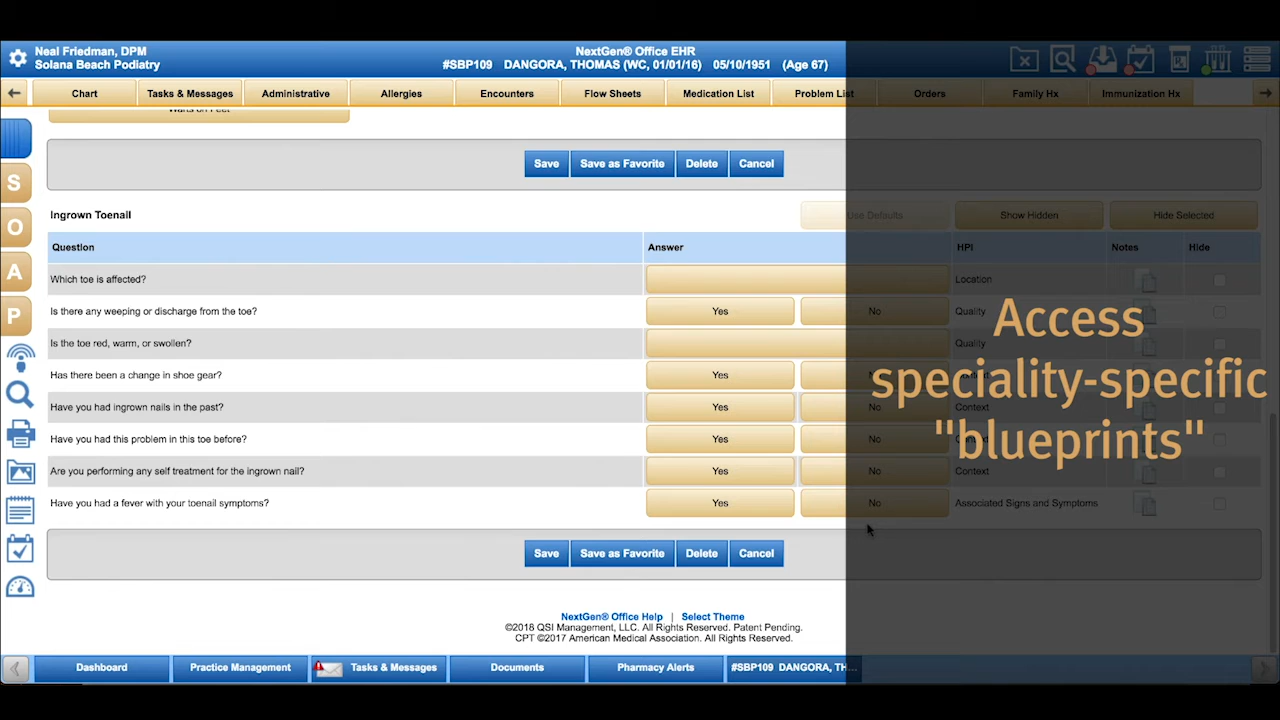 Neal Friedman, DPM
Solana Beach Podiatry
NextGen® Office EHR
#SBP109 DANGORA, THOMAS (WC, 01/01/16) 05/10/1951 (Age 67)
Chart Tasks & Messages Administrative Allergies Encounters Flow Sheets Medication List Problem List Orders Family Hx Immunization Hx
Warts on Feet
Save Save as Favorite Delete Cancel
Ingrown Toenail Use Defaults Show Hidden Hide Selected
Question Answer HPI Notes Hide
Which toe is affected? Location
Is there any weeping or discharge from the toe? Yes No Quality
Is the toe red, warm, or swollen? Quality
Has there been a change in shoe gear? Yes
Have you had ingrown nails in the past? Yes No Context
Have you had this problem in this toe before? Yes No
Are you performing any self treatment for the ingrown nail? Yes No Context
Have you had a fever with your toenail symptoms? Yes No Associated Signs and Symptoms
Save Save as Favorite Delete Cancel
S
O
A
P
Access
speciality-specific
"blueprints"
NextGen® Office Help | Select Theme
©2018 QSI Management, LLC. All Rights Reserved. Patent Pending.
CPT ©2017 American Medical Association. All Rights Reserved.
Dashboard Practice Management Tasks & Messages Documents Pharmacy Alerts #SBP109 DANGORA, TH...